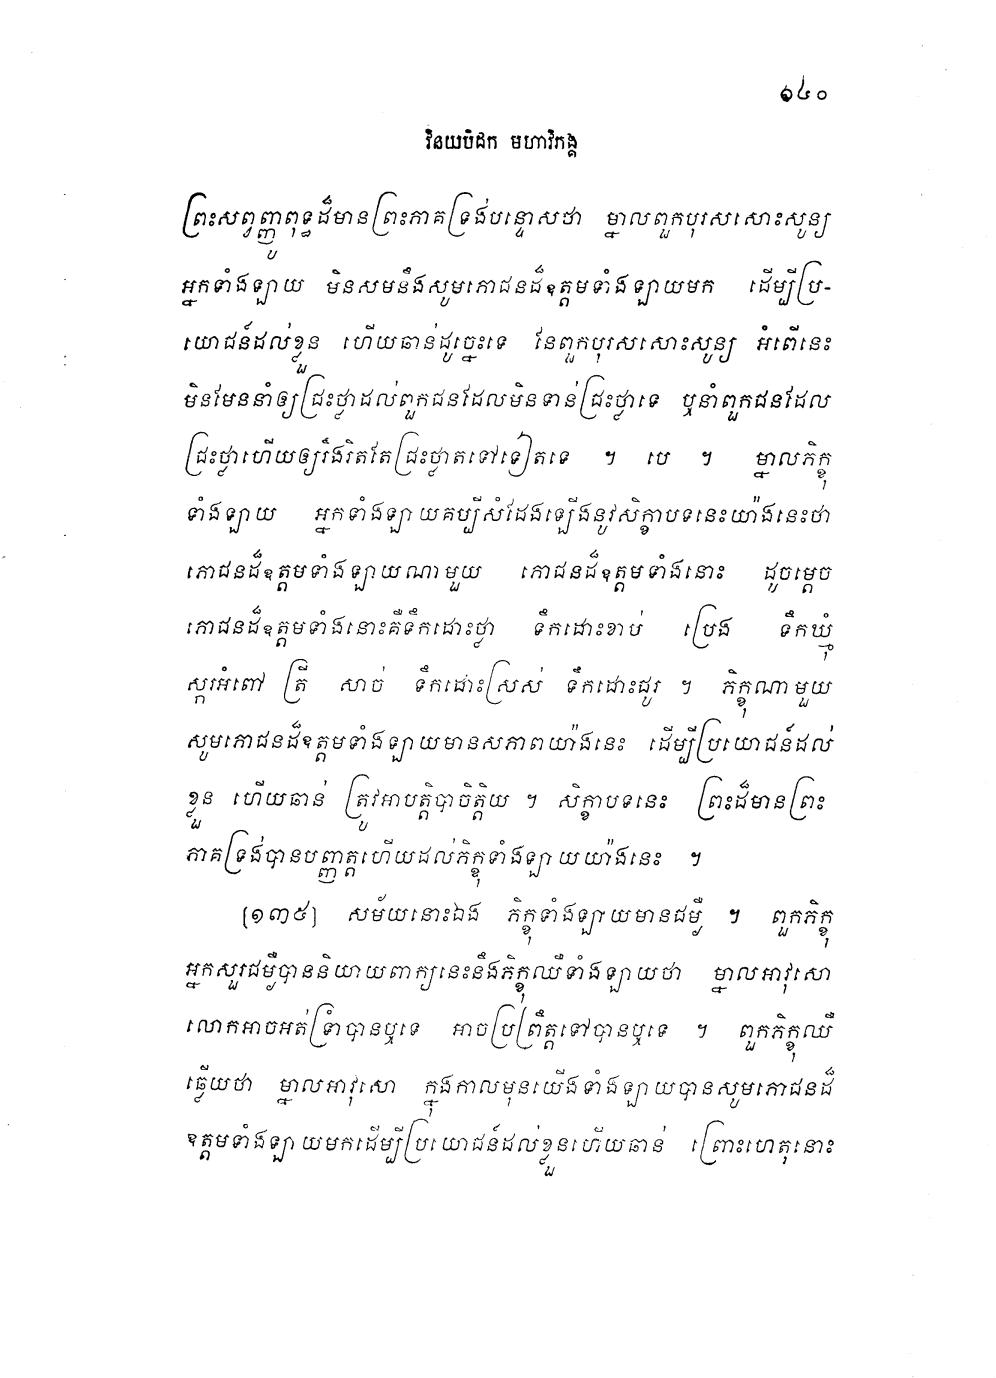 ១៤០
វិនយបិដក មហាវិភង្គ
ព្រះសព្វញ្ញូពុទ្ធដ៏មានព្រះភាគទ្រង់បន្ទោសថា ម្នាលពួកបុរសសោះសូន្យ
អ្នកទាំងឡាយ មិនសមនឹងសូមភោជនដ៏ឧត្តមទាំងឡាយមក ដើម្បីប្រ-
យោជន៍ដល់ខ្លួន ហើយឆាន់ដូច្នេះទេ នែពួកបុរសសោះសូន្យ អំពើនេះ
មិនមែននាំឲ្យជ្រះថ្លាដល់ពួកជនដែលមិនទាន់ជ្រះថ្លាទេ ឬនាំពួកជនដែល
ជ្រះថ្លាហើយឲ្យរឹងរិតតែជ្រះថ្លាតទៅទៀតទេ ។ បេ ។ ម្នាលភិក្ខុ
ទាំងឡាយ អ្នកទាំងឡាយគប្បីសំដែងឡើងនូវសិក្ខាបទនេះយ៉ាងនេះថា
ភោជនដ៏ឧត្តមទាំងឡាយណាមួយ ភោជនដ៏ឧត្តមទាំងនោះ ដូចម្តេច
ភោជនដ៏ឧត្តមទាំងនោះគឺទឹកដោះថ្លា ទឹកដោះខាប់ ប្រេង ទឹកឃ្មុំ
ស្ករអំពៅ ត្រី សាច់ ទឹកដោះស្រស់ ទឹកដោះជូរ ។ ភិក្ខុណាមួយ
សូមភោជនដ៏ឧត្តមទាំងឡាយមានសភាពយ៉ាងនេះ ដើម្បីប្រយោជន៍ដល់
ខ្លួន ហើយឆាន់ ត្រូវអាបត្តិបាចិត្តិយ ។ សិក្ខាបទនេះ ព្រះដ៏មានព្រះ
ភាគទ្រង់បានបញ្ញត្តហើយដល់ភិក្ខុទាំងឡាយយ៉ាងនេះ ។
[១៣៥] សម័យនោះឯង ភិក្ខុទាំងឡាយមានជម្ងឺ ។ ពួកភិក្ខុ
អ្នកសួរជម្ងឺបាននិយាយពាក្យនេះនឹងភិក្ខុឈឺទាំងឡាយថា ម្នាលអាវុសោ
លោកអាចអត់ទ្រាំបានឬទេ អាចប្រព្រឹត្តទៅបានឬទេ ។ ពួកភិក្ខុឈឺ
ឆ្លើយថា ម្នាលអាវុសោ ក្នុងកាលមុនយើងទាំងឡាយបានសូមភោជនដ៏
ឧត្តមទាំងឡាយមកដើម្បីប្រយោជន៍ដល់ខ្លួនហើយឆាន់ ព្រោះហេតុនោះ